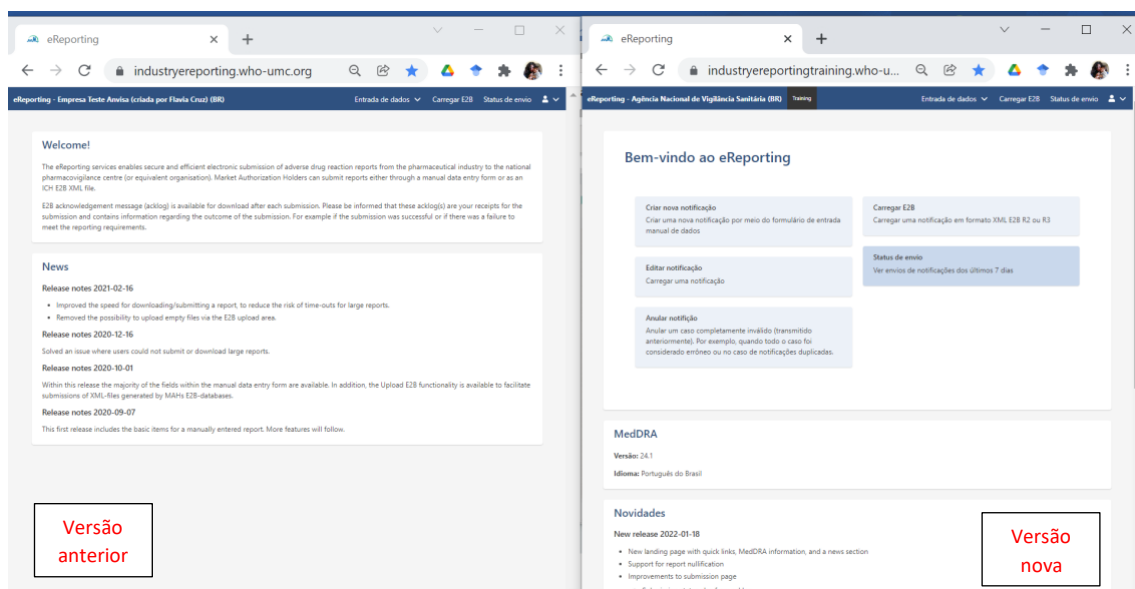 eReporting
industryereporting.who-umc.org
eReporting - Empresa Teste Anvisa (criada por Flavia Cruz) (BR)
Entrada de dados
Carregar E2B
Status de envio
Welcome!
The eReporting services enables secure and efficient electronic submission of adverse drug reaction reports from the pharmaceutical industry to the national
pharmacovigilance centre (or equivalent organisation). Market Authorization Holders can submit reports either through a manual data entry form or as an
ICH E2B XML file.
E2B acknowledgement message (acklog) is available for download after each submission. Please be informed that these acklog(s) are your receipts for the
submission and contains information regarding the outcome of the submission. For example if the submission was successful or if there was a failure to
meet the reporting requirements.
News
Release notes 2021-02-16
• Improved the speed for downloading/submitting a report, to reduce the risk of time-outs for large reports.
• Removed the possibility to upload empty files via the E2B upload area.
Release notes 2020-12-16
Solved an issue where users could not submit or download large reports.
Release notes 2020-10-01
Within this release the majority of the fields within the manual data entry form are available. In addition, the Upload E2B functionality is available to facilitate
submissions of XML-files generated by MAHs E2B-databases.
Release notes 2020-09-07
This first release includes the basic items for a manually entered report. More features will follow.
Versão
anterior
eReporting
industryereportingtraining.who-u...
eReporting - Agência Nacional de Vigilância Sanitária (BR)
Training
Entrada de dados
Carregar E2B
Status de envio
Bem-vindo ao eReporting
Criar nova notificação
Criar uma nova notificação por meio do formulário de entrada
manual de dados
Carregar E2B
Carregar uma notificação em formato XML E2B R2 ou R3
Editar notificação
Carregar uma notificação
Status de envio
Ver envios de notificações dos últimos 7 dias
Anular notifição
Anular um caso completamente inválido (transmitido
anteriormente). Por exemplo, quando todo o caso foi
considerado errôneo ou no caso de notificações duplicadas.
MedDRA
Versão: 24.1
Idioma: Português do Brasil
Novidades
New release 2022-01-18
• New landing page with quick links, MedDRA information, and a news section
• Support for report nullification
• Improvements to submission page
Versão
nova